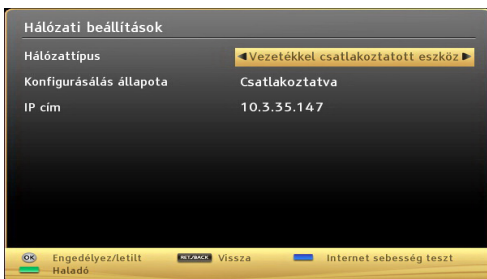 Hálózati beállítások
Hálózattípus ◀Vezetékkel csatlakoztatott eszköz▶
Konfigurásálás állapota Csatlakoztatva
IP cím 10.3.35.147
OK Engedélyez/letilt RET/BACK Vissza Internet sebesség teszt
Haladó